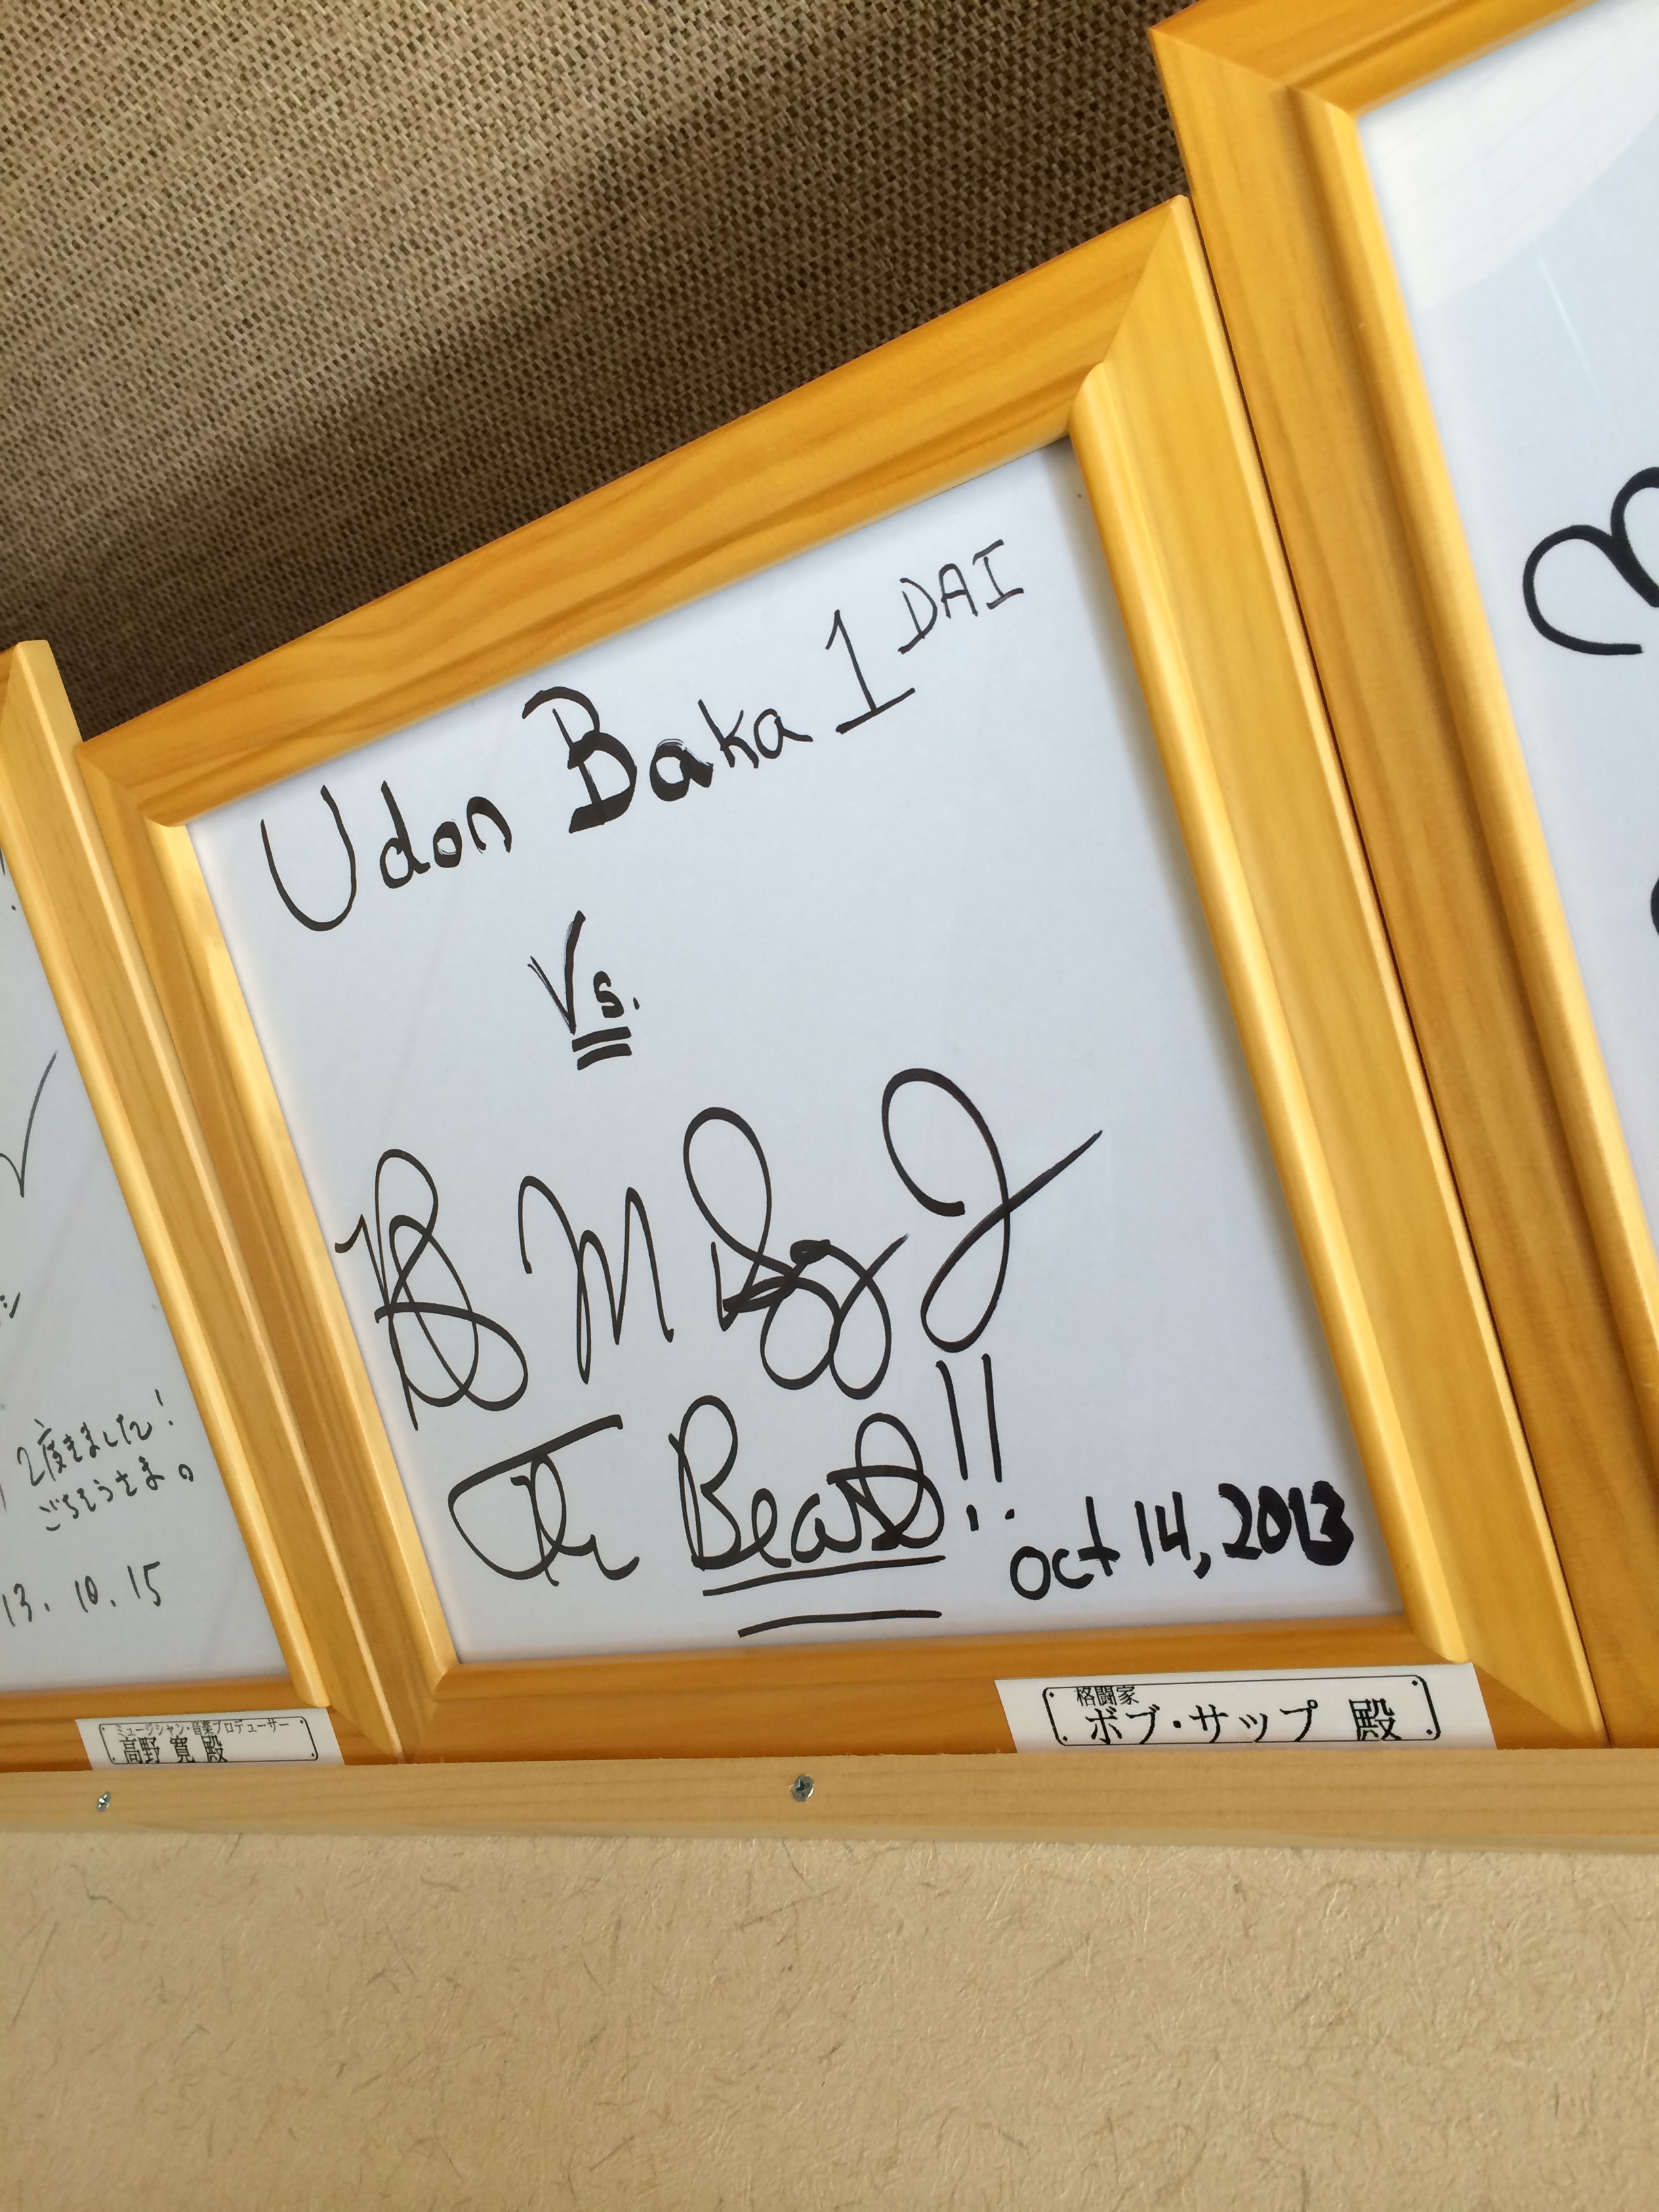 Udon Baka 1 DAI
Vs.
The Beast!!
Oct 14, 2013
格闘家
ボブ・サップ 殿
2度きました!
ごちそうさま。
13.10.15
ミュージシャン・音楽プロデューサー
高野 寛 殿